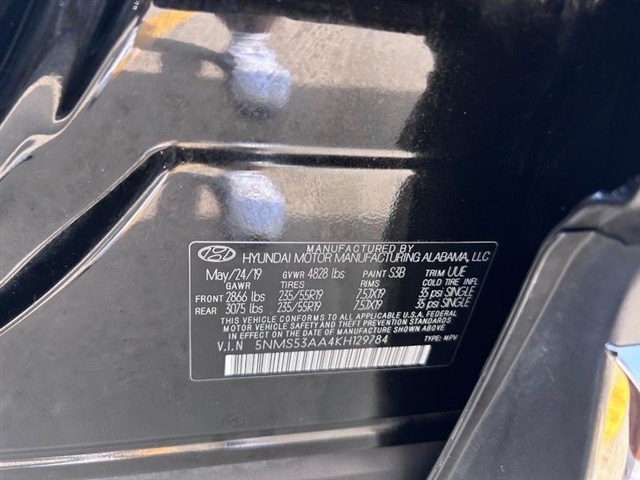 MANUFACTURED BY
HYUNDAI MOTOR MANUFACTURING ALABAMA, LLC
May/24/19 GVWR 4828 lbs PAINT S3B TRIM UUE
GAWR TIRES RIMS COLD TIRE INFL
FRONT 2866 lbs 235/55R19 7.5JX19 35 psi SINGLE
REAR 3075 lbs 235/55R19 7.5JX19 35 psi SINGLE
THIS VEHICLE CONFORMS TO ALL APPLICABLE U.S.A. FEDERAL
MOTOR VEHICLE SAFETY STANDARDS IN EFFECT ON THE
DATE OF MANUFACTURE SHOWN ABOVE.
V.I.N 5NMS53AA4KH129784
TYPE: MPV